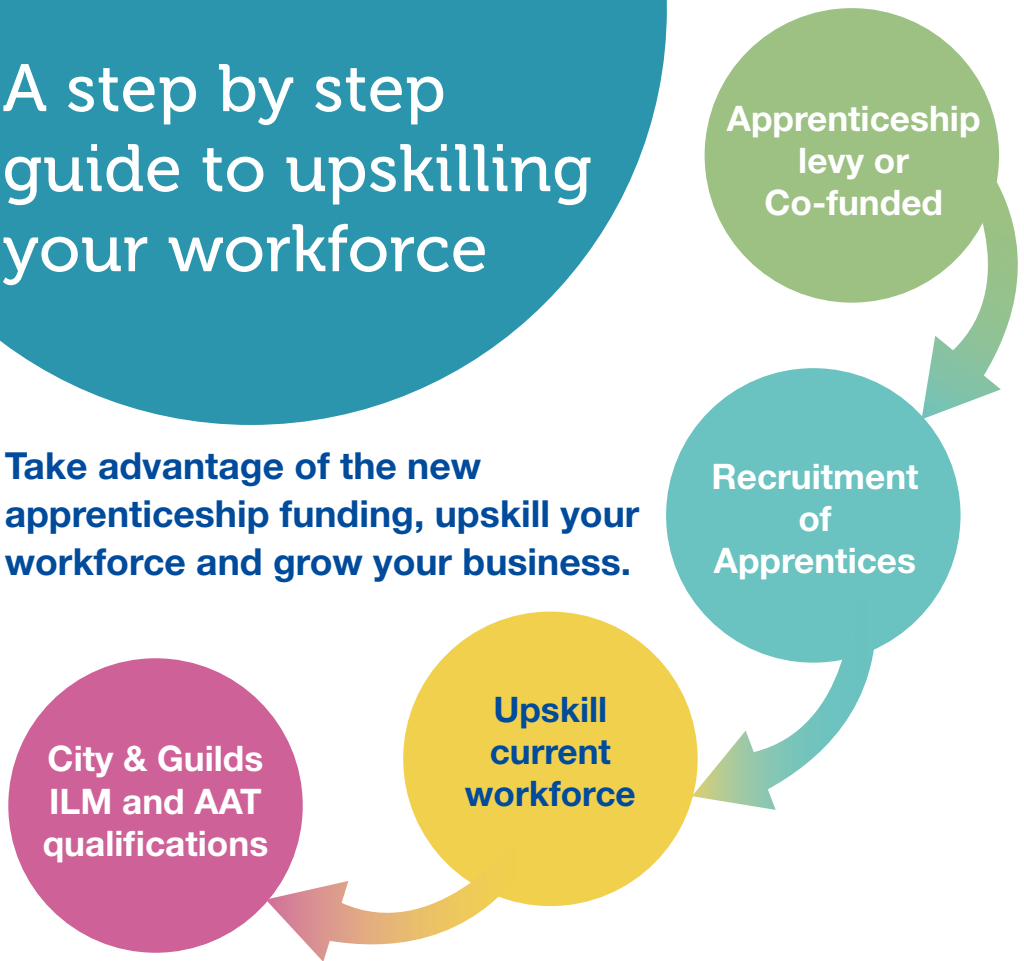 A step by step
guide to upskilling
your workforce
Apprenticeship
levy or
Co-funded
Take advantage of the new
apprenticeship funding, upskill your
workforce and grow your business.
Recruitment
of
Apprentices
Upskill
current
workforce
City & Guilds
ILM and AAT
qualifications